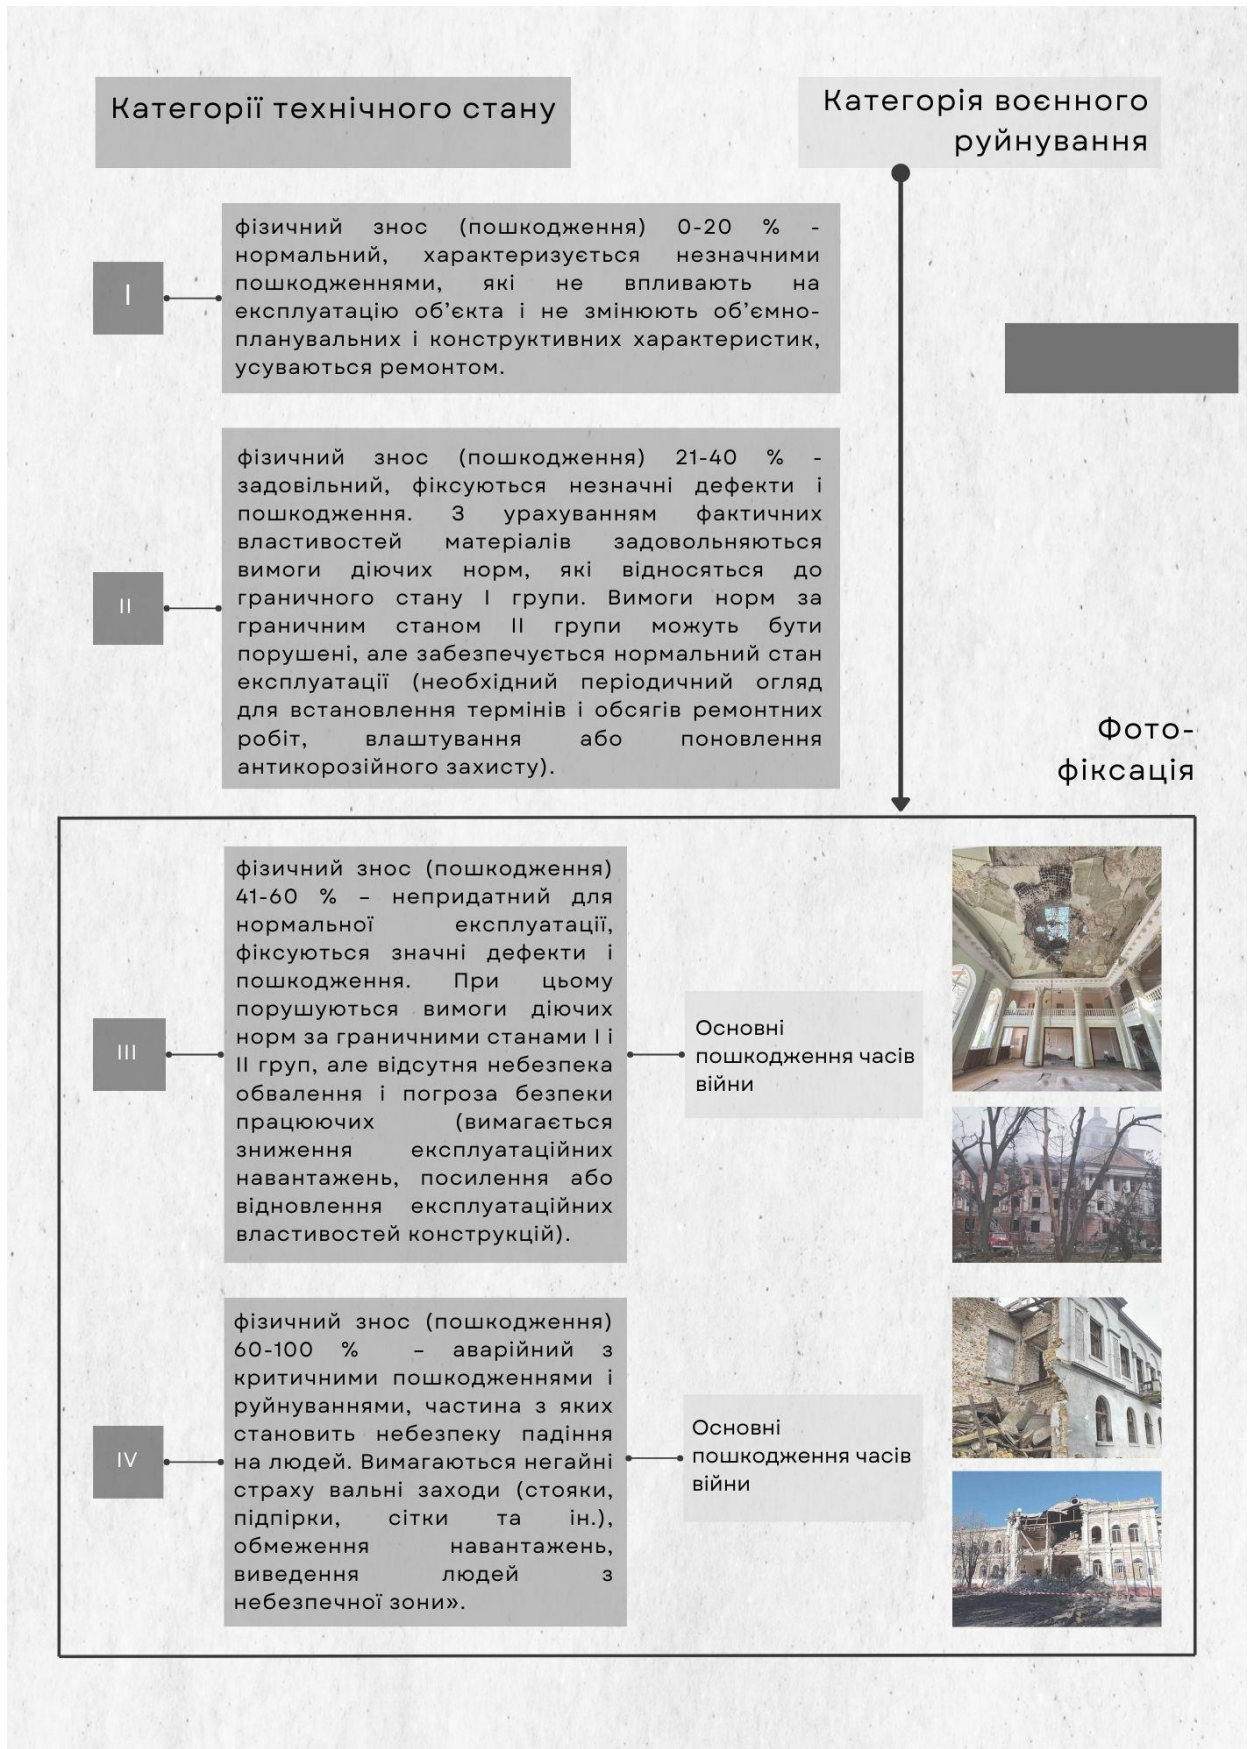 Категорії технічного стану
Категорія воєнного
руйнування
I
фізичний знос (пошкодження) 0-20 % -
нормальний, характеризується незначними
пошкодженнями, які не впливають на
експлуатацію об’єкта і не змінюють об’ємно-
планувальних і конструктивних характеристик,
усуваються ремонтом.
II
фізичний знос (пошкодження) 21-40 % -
задовільний, фіксуються незначні дефекти і
пошкодження. З урахуванням фактичних
властивостей матеріалів задовольняються
вимоги діючих норм, які відносяться до
граничного стану I групи. Вимоги норм за
граничним станом II групи можуть бути
порушені, але забезпечується нормальний стан
експлуатації (необхідний періодичний огляд
для встановлення термінів і обсягів ремонтних
робіт, влаштування або поновлення
антикорозійного захисту).
Фото-
фіксація
III
фізичний знос (пошкодження)
41-60 % – непридатний для
нормальної експлуатації,
фіксуються значні дефекти і
пошкодження. При цьому
порушуються вимоги діючих
норм за граничними станами I і
II груп, але відсутня небезпека
обвалення і погроза безпеки
працюючих (вимагається
зниження експлуатаційних
навантажень, посилення або
відновлення експлуатаційних
властивостей конструкцій).
Основні
пошкодження часів
війни
IV
фізичний знос (пошкодження)
60-100 % – аварійний з
критичними пошкодженнями і
руйнуваннями, частина з яких
становить небезпеку падіння
на людей. Вимагаються негайні
страху вальні заходи (стояки,
підпірки, сітки та ін.),
обмеження навантажень,
виведення людей з
небезпечної зони».
Основні
пошкодження часів
війни